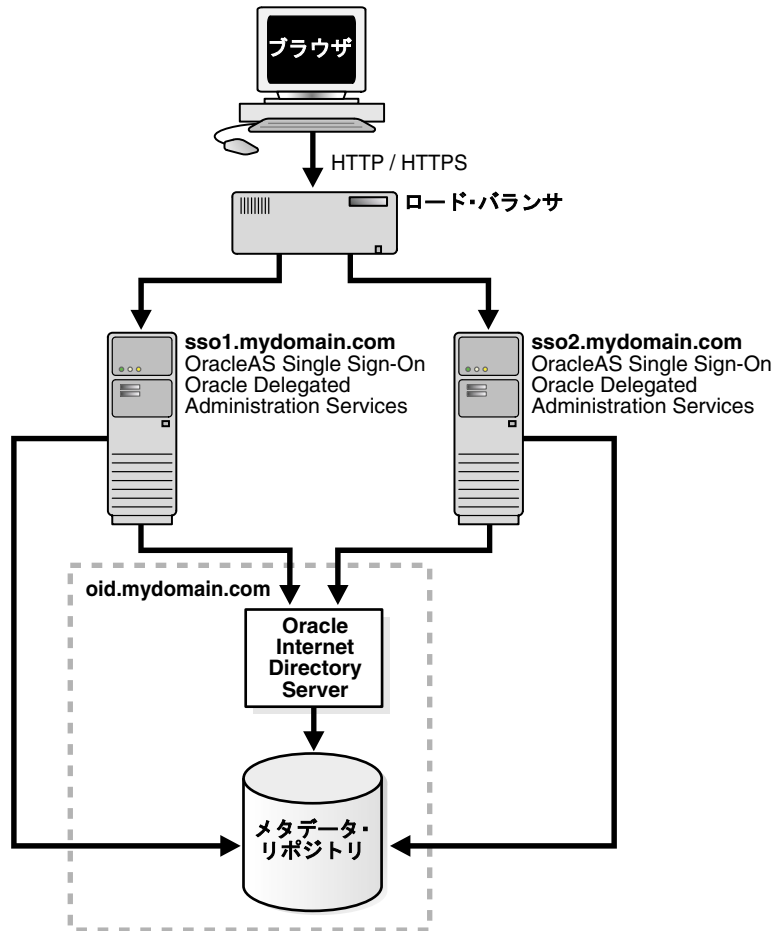 ブラウザ
HTTP / HTTPS
ロード・バランサ
sso1.mydomain.com
OracleAS Single Sign-On
Oracle Delegated
Administration Services
sso2.mydomain.com
OracleAS Single Sign-On
Oracle Delegated
Administration Services
oid.mydomain.com
Oracle
Internet
Directory
Server
メタデータ・
リポジトリ